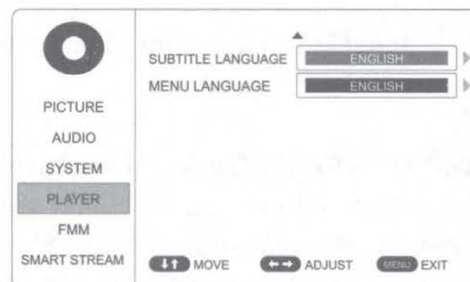 SUBTITLE LANGUAGE ENGLISH
MENU LANGUAGE ENGLISH
PICTURE
AUDIO
SYSTEM
PLAYER
FMM
SMART STREAM
MOVE ADJUST MENU EXIT